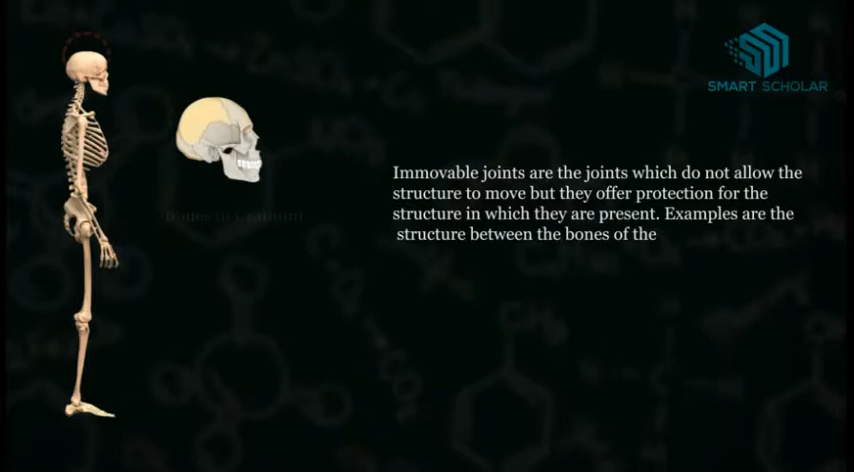 SMART SCHOLAR
Immovable joints are the joints which do not allow the
structure to move but they offer protection for the
structure in which they are present. Examples are the
structure between the bones of the